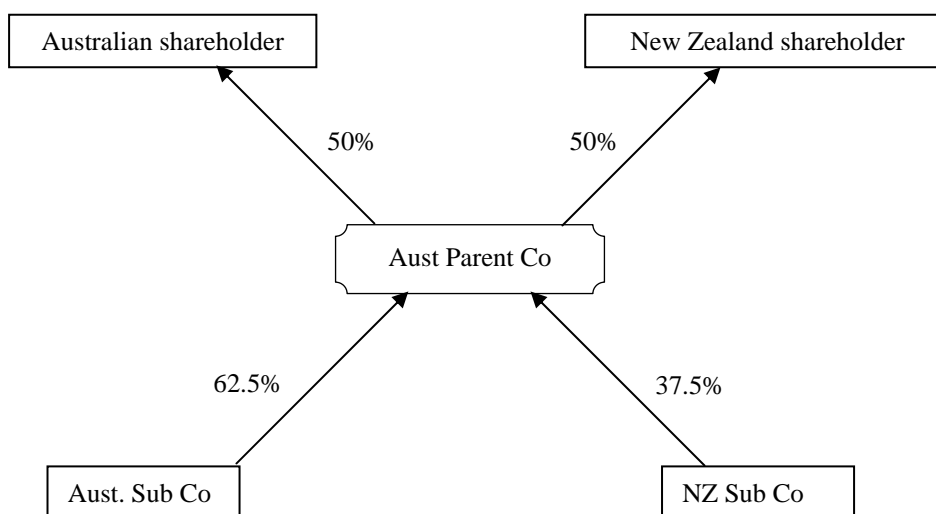 Australian shareholder
New Zealand shareholder
50%
50%
Aust Parent Co
62.5%
37.5%
Aust. Sub Co
NZ Sub Co